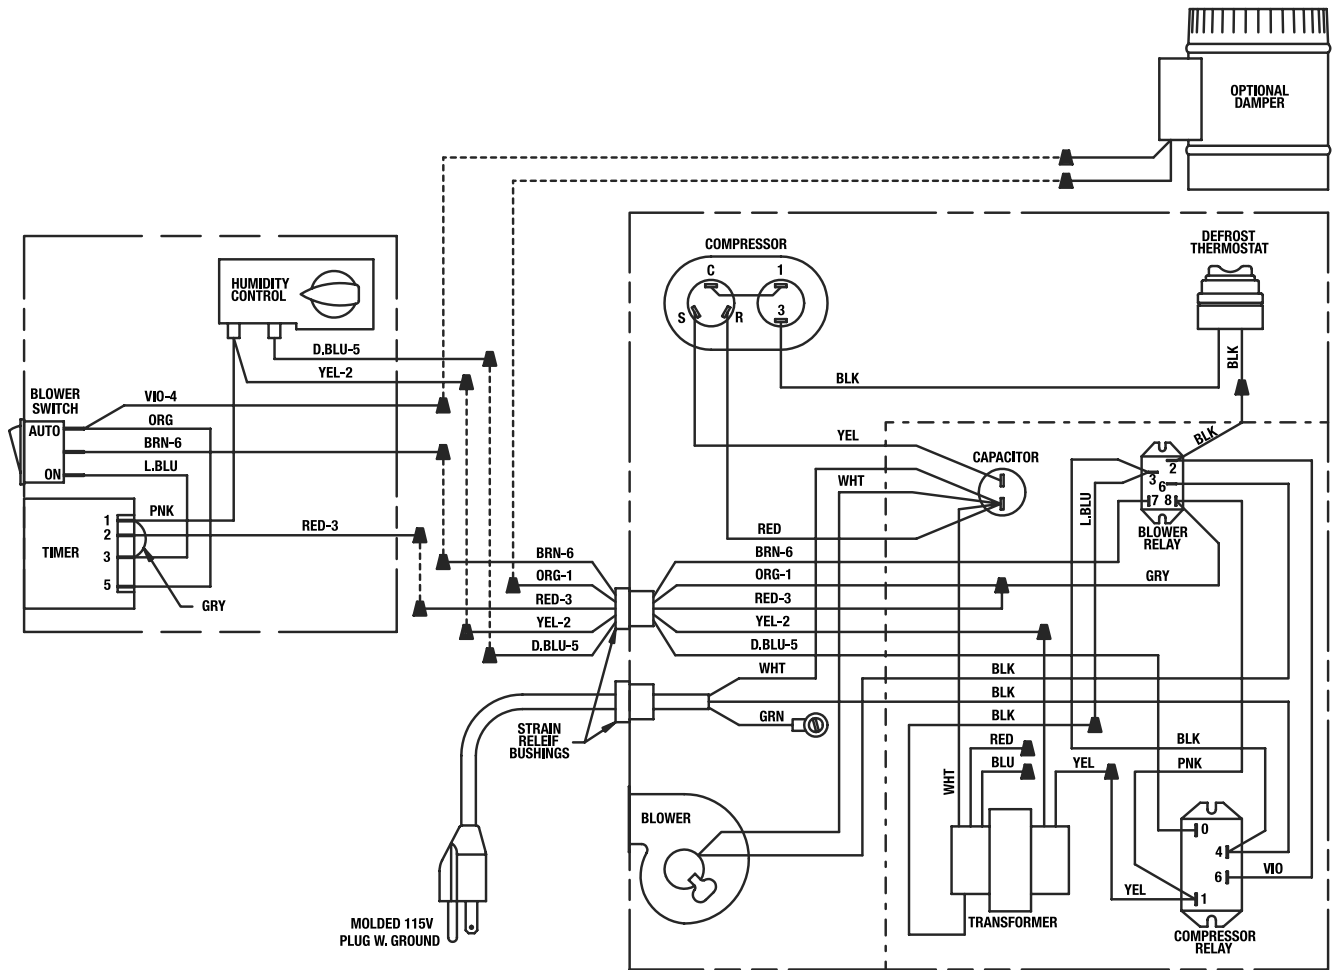 OPTIONAL
DAMPER
COMPRESSOR
C
1
S
R
3
DEFROST
THERMOSTAT
HUMIDITY
CONTROL
D.BLU-5
YEL-2
BLK
BLK
BLOWER
SWITCH
VIO-4
AUTO
ORG
BRN-6
L.BLU
ON
YEL
CAPACITOR
WHT
BLK
2
3
6
7
8
L.BLU
BLOWER
RELAY
TIMER
1
2
3
5
PNK
RED-3
GRY
RED
BRN-6
BRN-6
ORG-1
ORG-1
GRY
RED-3
RED-3
YEL-2
YEL-2
D.BLU-5
D.BLU-5
WHT
BLK
BLK
GRN
BLK
STRAIN
RELEIF
BUSHINGS
RED
BLU
YEL
BLK
PNK
WHT
BLOWER
0
4
6
VIO
1
YEL
TRANSFORMER
COMPRESSOR
RELAY
MOLDED 115V
PLUG W. GROUND